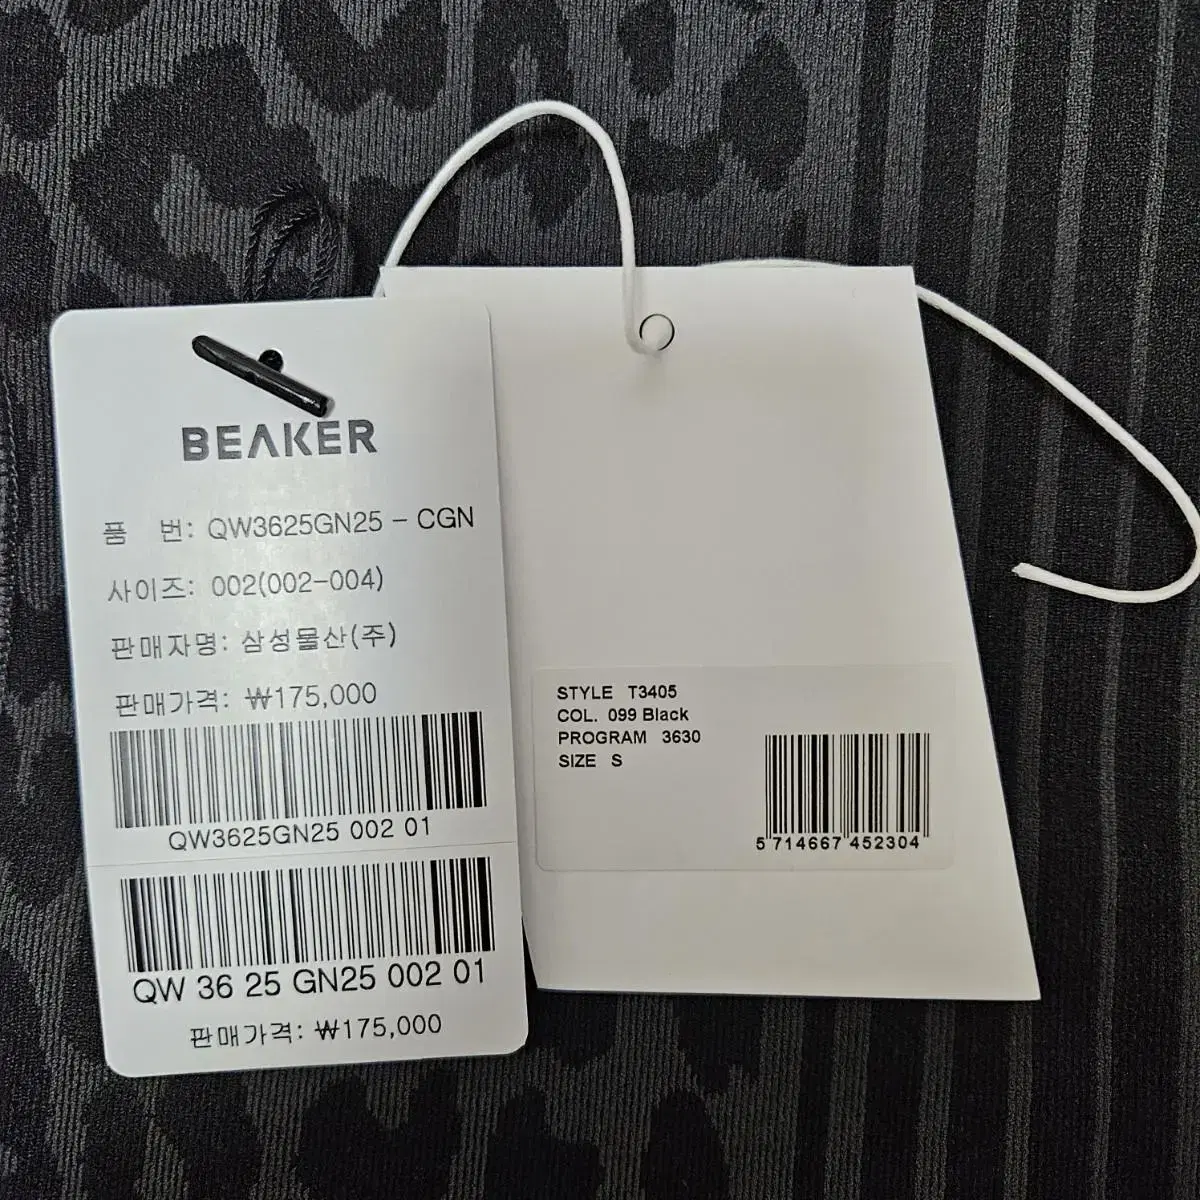 BEAKER
품 번: QW3625GN25 - CGN
사이즈: 002(002-004)
판매자명: 삼성물산(주)
판매가격: ₩175,000
QW3625GN25 002 01
QW 36 25 GN25 002 01
판매가격: ₩175,000
STYLE T3405
COL. 099 Black
PROGRAM 3630
SIZE S
5 714667 452304